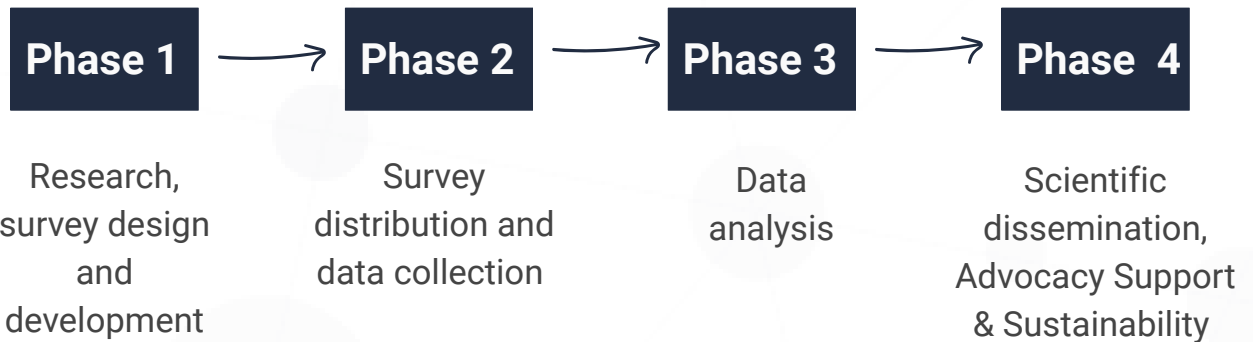 Phase 1
Phase 2
Phase 3
Phase 4
Research,
survey design
and
development
Survey
distribution and
data collection
Data
analysis
Scientific
dissemination,
Advocacy Support
& Sustainability